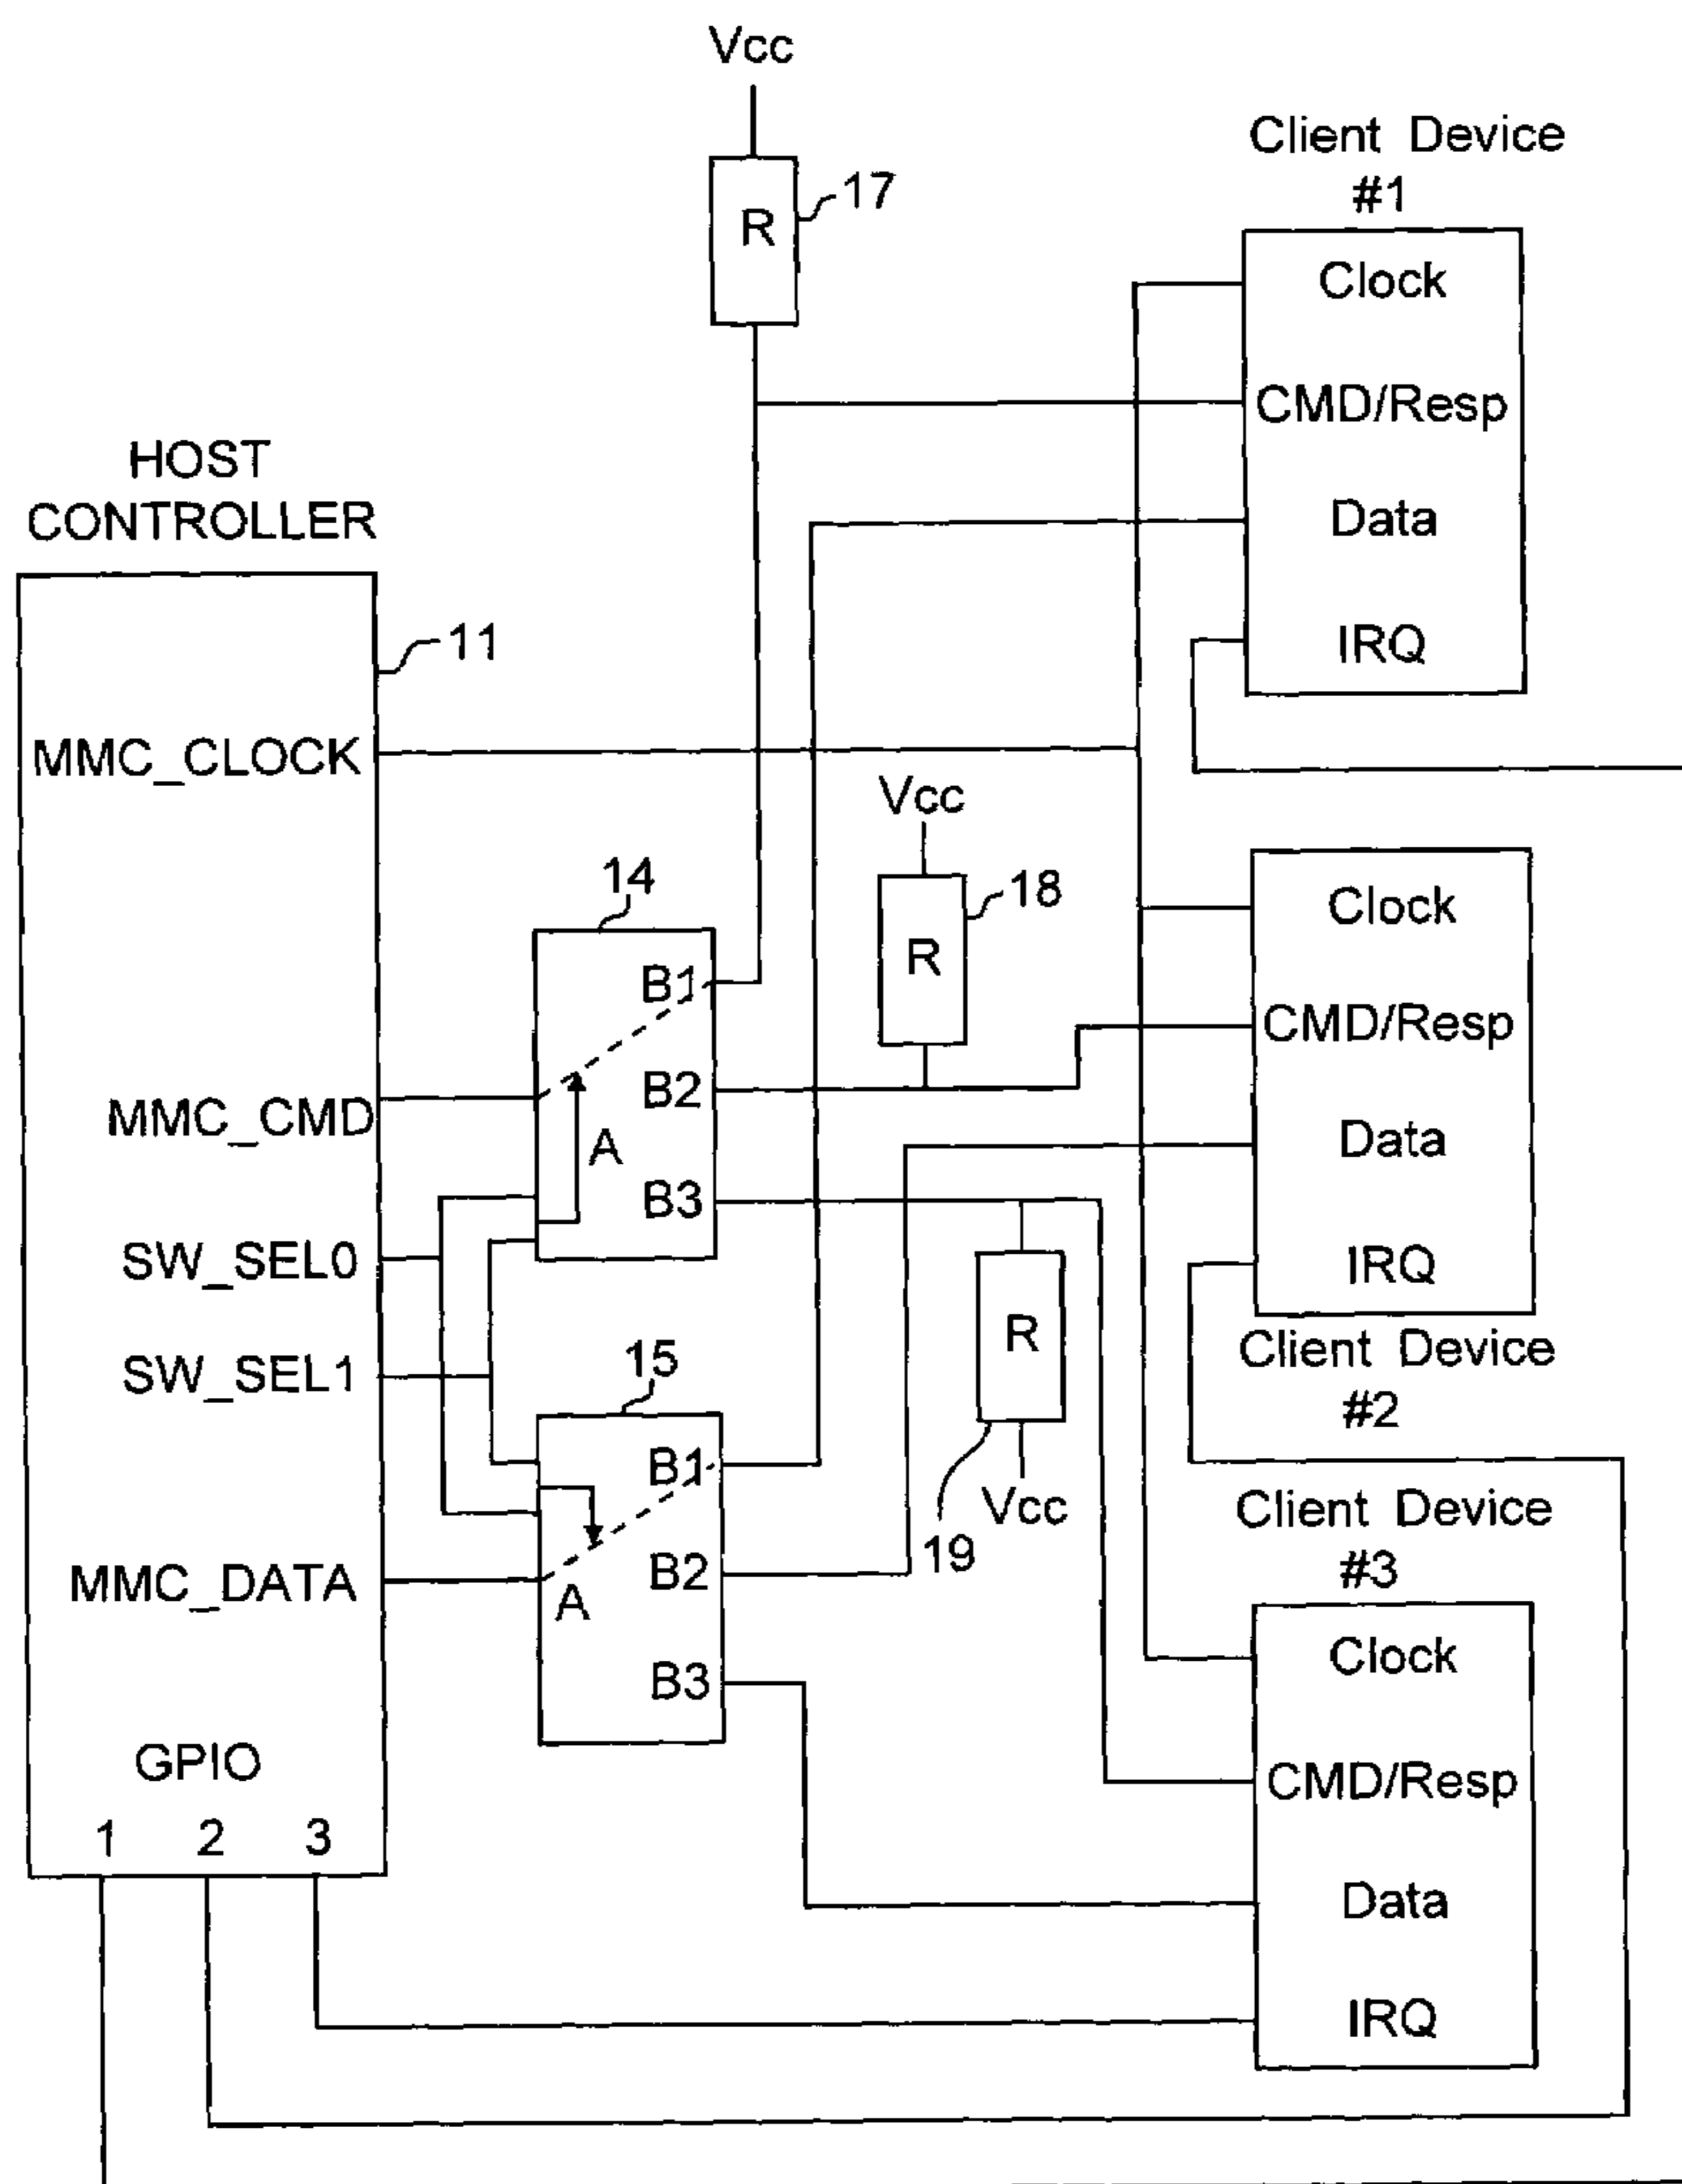 Vcc
R
17
Client Device
#1
Clock
CMD/Resp
Data
IRQ
HOST
CONTROLLER
11
MMC_CLOCK
MMC_CMD
SW_SEL0
SW_SEL1
MMC_DATA
GPIO
1 2 3
14
B1
B2
A
B3
Vcc
18
R
Clock
CMD/Resp
Data
IRQ
Client Device
#2
15
B1
A
B2
B3
R
19
Vcc
Client Device
#3
Clock
CMD/Resp
Data
IRQ